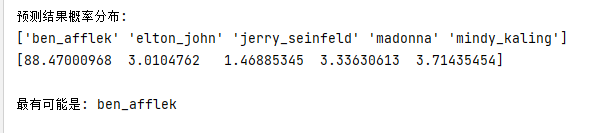 预测结果概率分布:
['ben_afflek' 'elton_john' 'jerry_seinfeld' 'madonna' 'mindy_kaling']
[88.47000968  3.0104762   1.46885345  3.33630613  3.71435454]
最有可能是: ben_afflek